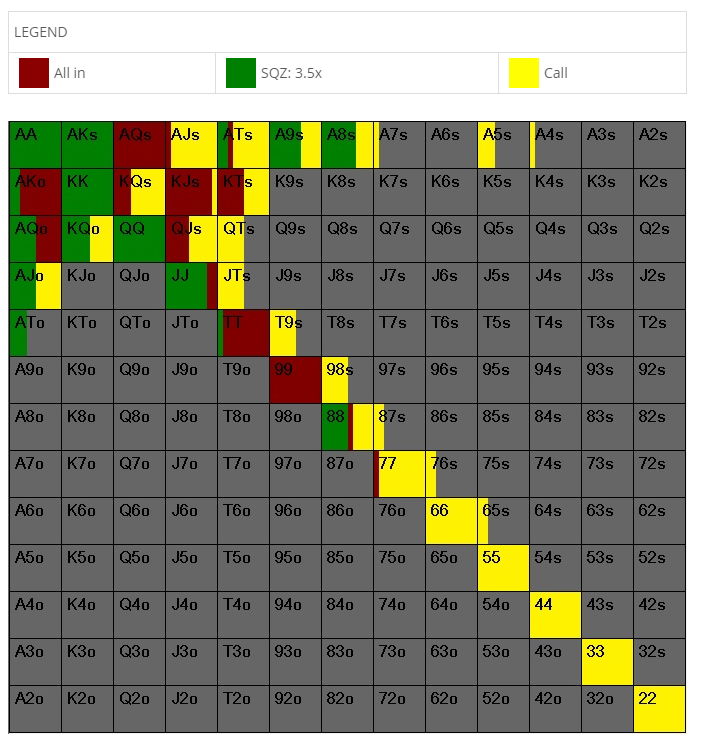 LEGEND
All in SQZ: 3.5x Call
AA AKs AQs AJs ATs A9s A8s A7s A6s A5s A4s A3s A2s
AKo KK KQs KJs KTs K9s K8s K7s K6s K5s K4s K3s K2s
AQo KQo QQ QJs QTs Q9s Q8s Q7s Q6s Q5s Q4s Q3s Q2s
AJo KJo QJo JJ JTs J9s J8s J7s J6s J5s J4s J3s J2s
ATo KTo QTo JTo TT T9s T8s T7s T6s T5s T4s T3s T2s
A9o K9o Q9o J9o T9o 99 98s 97s 96s 95s 94s 93s 92s
A8o K8o Q8o J8o T8o 98o 88 87s 86s 85s 84s 83s 82s
A7o K7o Q7o J7o T7o 97o 87o 77 76s 75s 74s 73s 72s
A6o K6o Q6o J6o T6o 96o 86o 76o 66 65s 64s 63s 62s
A5o K5o Q5o J5o T5o 95o 85o 75o 65o 55 54s 53s 52s
A4o K4o Q4o J4o T4o 94o 84o 74o 64o 54o 44 43s 42s
A3o K3o Q3o J3o T3o 93o 83o 73o 63o 53o 43o 33 32s
A2o K2o Q2o J2o T2o 92o 82o 72o 62o 52o 42o 32o 22